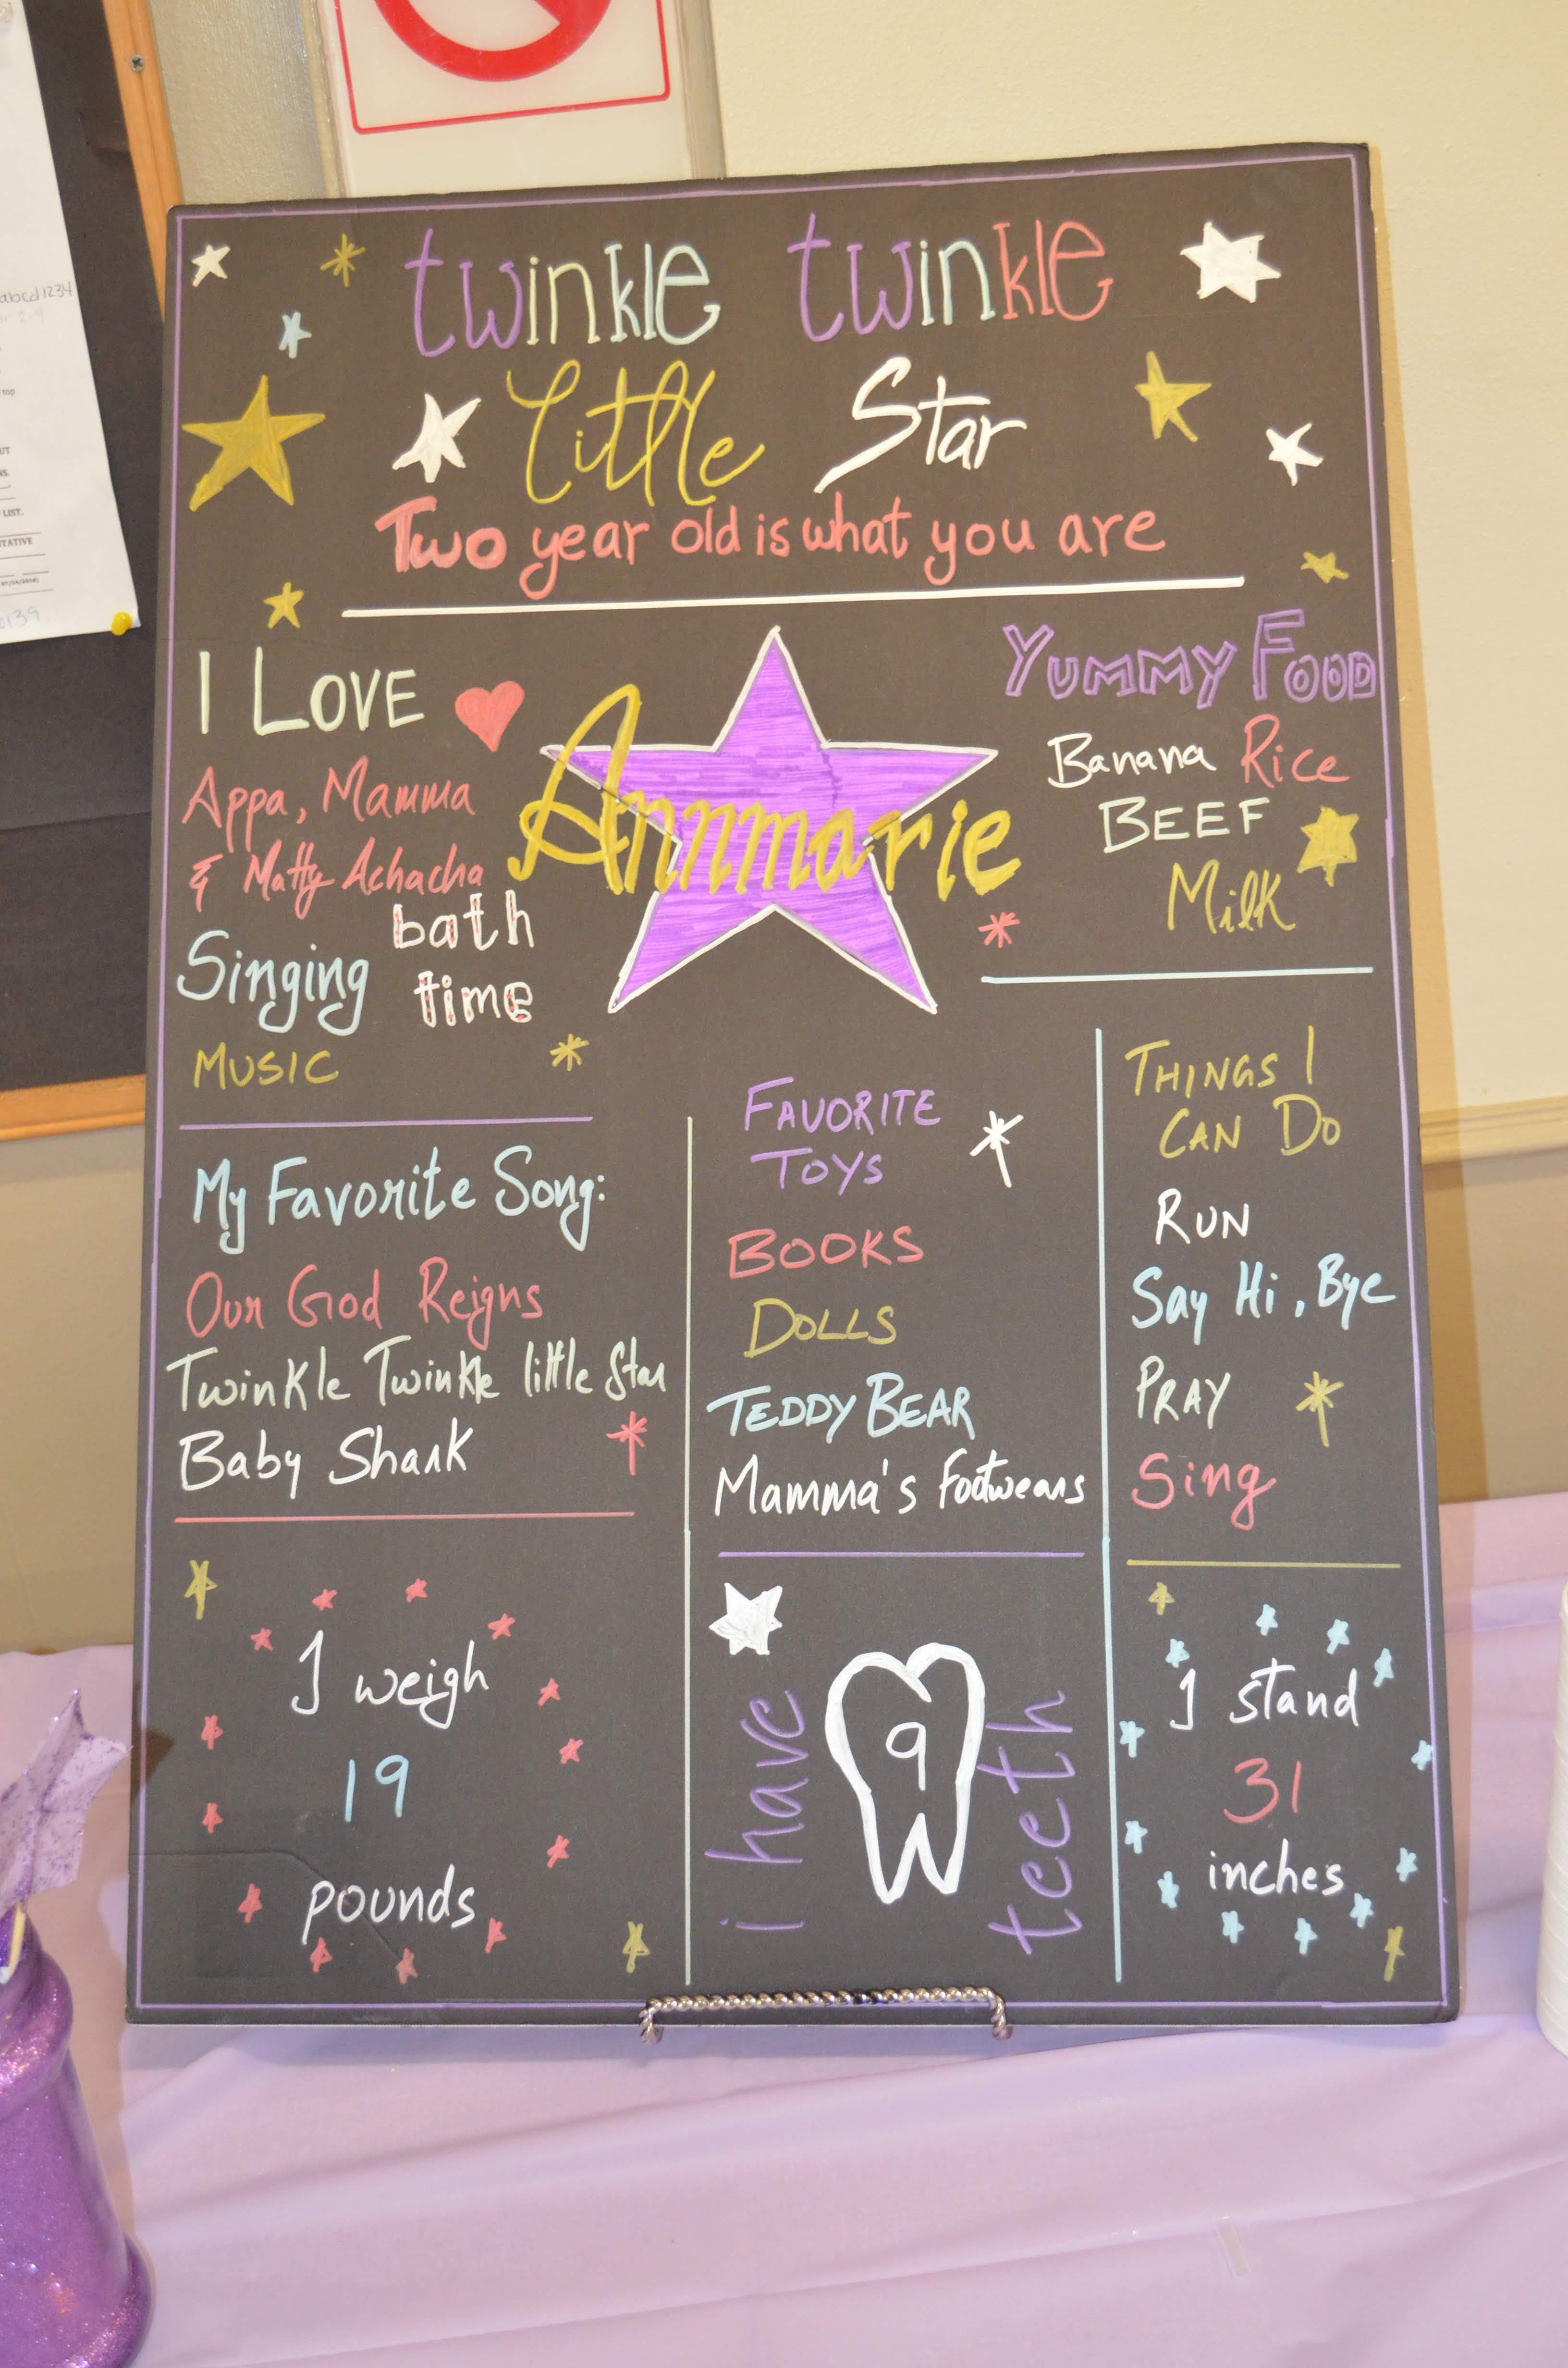 twinkle twinkle
Little Star
Two year old is what you are
I LOVE
Appa, Mamma
& Matty Achacha
Singing
bath
time
MUSIC
Annmarie
YUMMY FOOD
Banana Rice
BEEF
Milk
My Favorite Song:
Our God Reigns
Twinkle Twinkle little Star
Baby Shark
FAVORITE
TOYS
BOOKS
DOLLS
TEDDY BEAR
Mamma's Footwears
THINGS I
CAN DO
RUN
Say Hi, Bye
PRAY
Sing
I weigh
19
pounds
i have
9
teeth
I stand
31
inches
abcd1234
top
LIST.